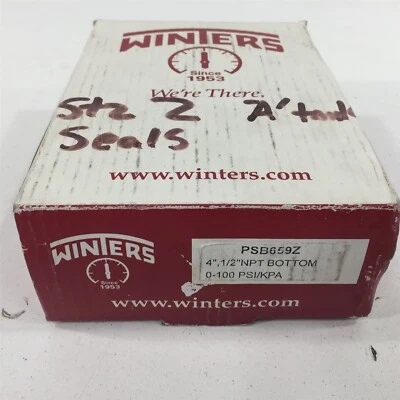 WINTERS
Since
1953
We're There.
Stz 2
Seals
www.winters.com
WINTERS
Since
1953
PSB659Z
4",1/2"NPT BOTTOM
0-100 PSI/KPA
www.winters.com